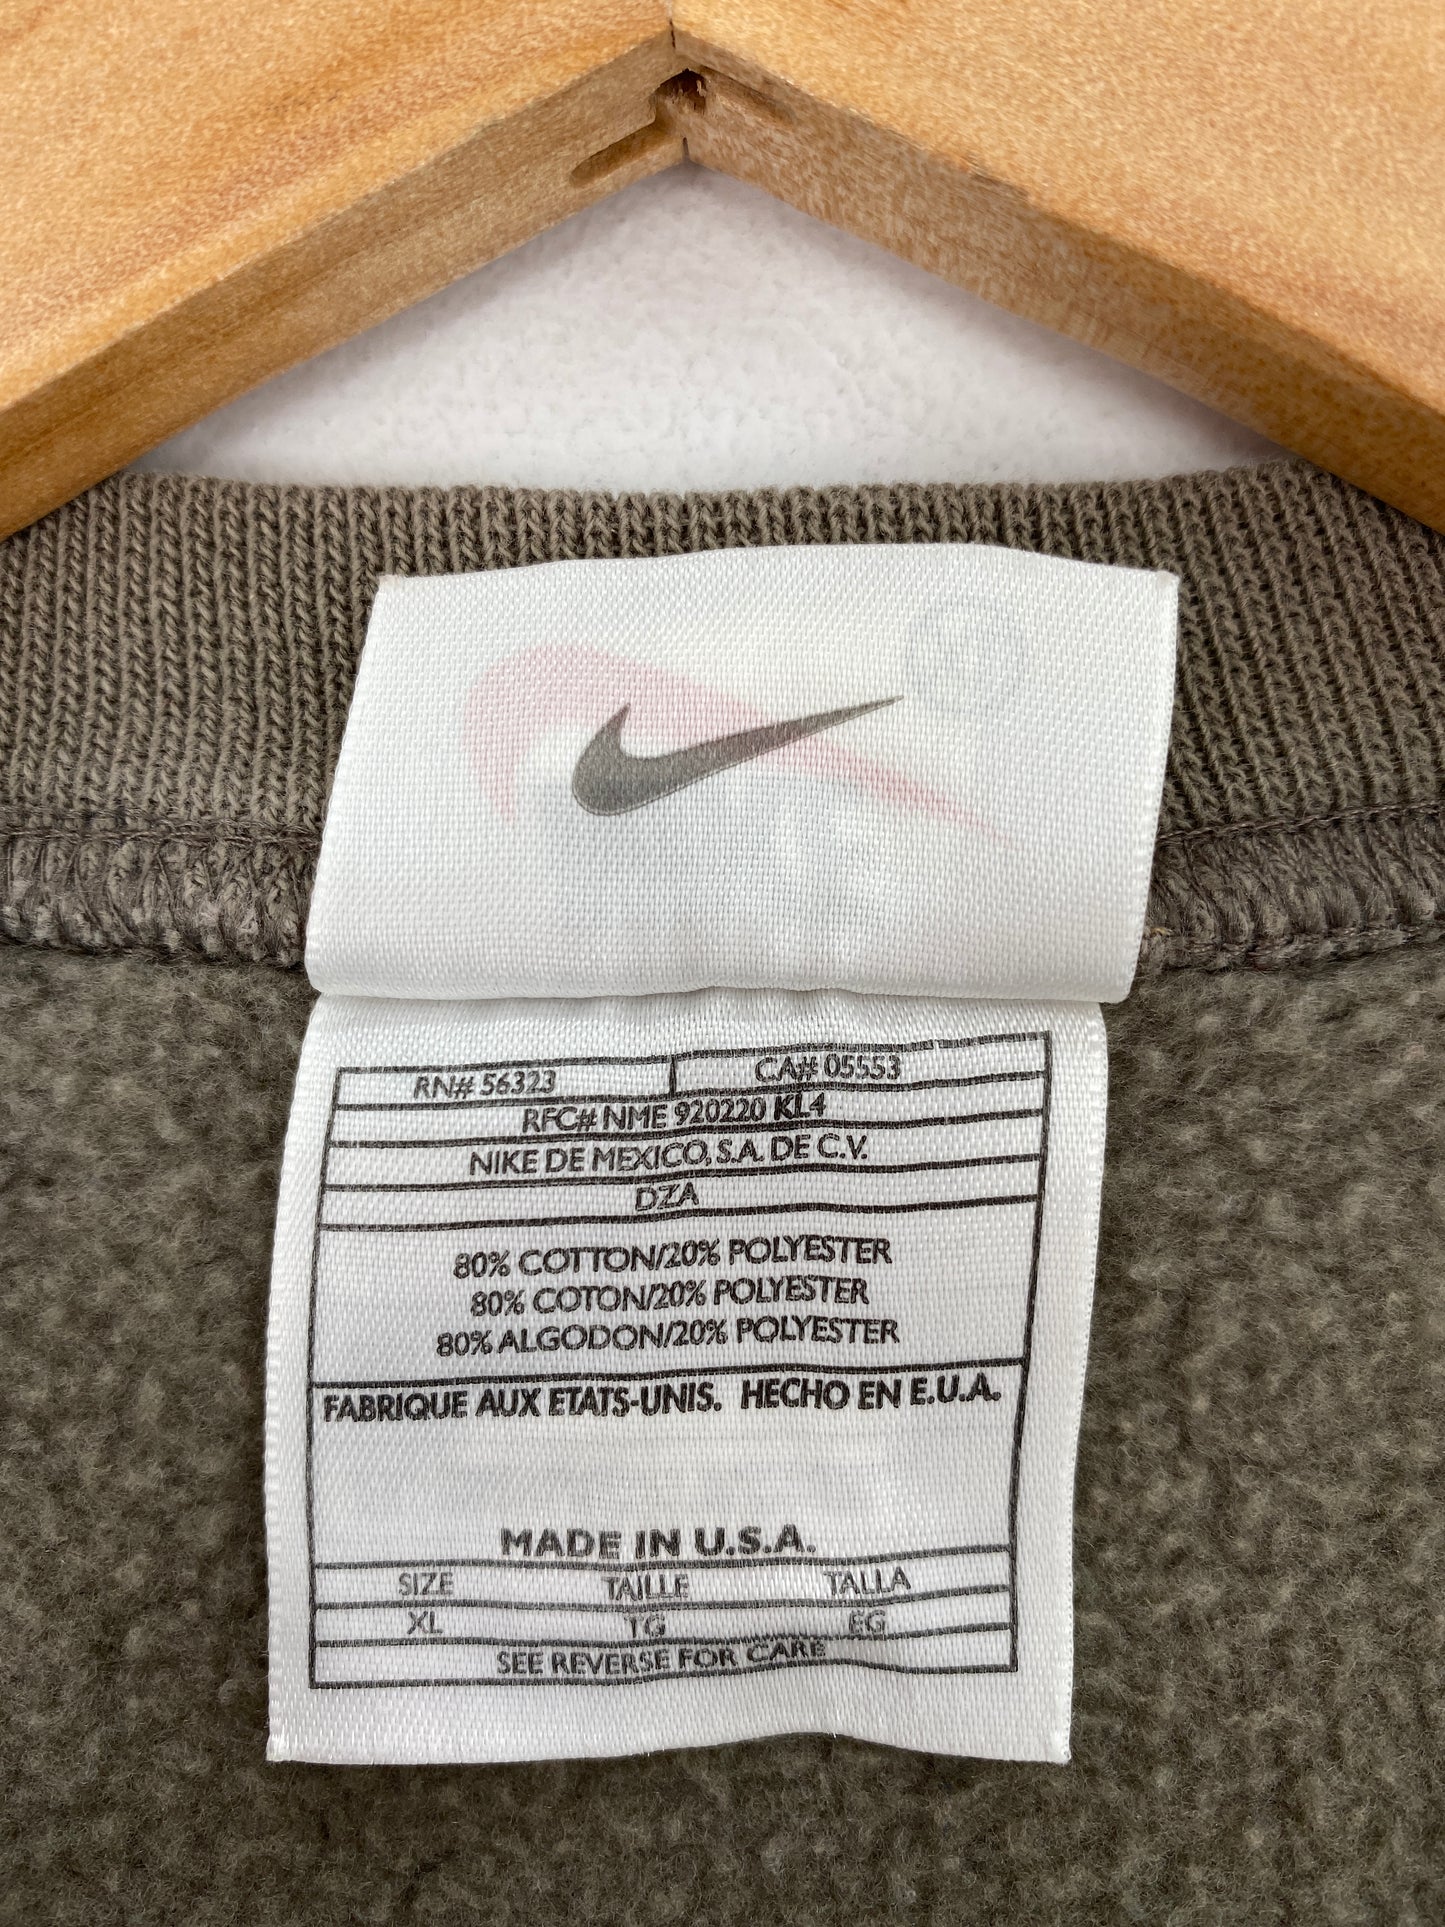 RN# 56323 CA# 05553
RFC# NME 920220 KL4
NIKE DE MEXICO, S.A. DE C.V.
DZA
80% COTTON/20% POLYESTER
80% COTON/20% POLYESTER
80% ALGODON/20% POLYESTER
FABRIQUE AUX ETATS-UNIS. HECHO EN E.U.A.
MADE IN U.S.A.
SIZE TAILLE TALLA
XL TG EG
SEE REVERSE FOR CARE